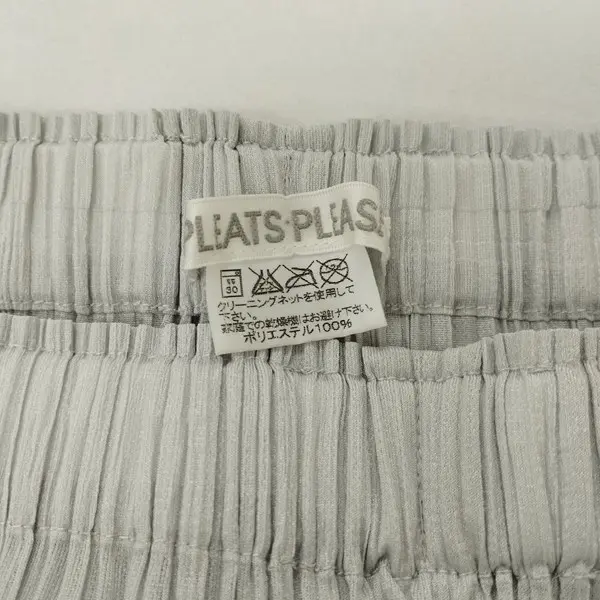 PLEATS·PLEASE
弱
30
クリーニングネットを使用して
下さい。
家庭での乾燥機はお避け下さい。
ポリエステル100%